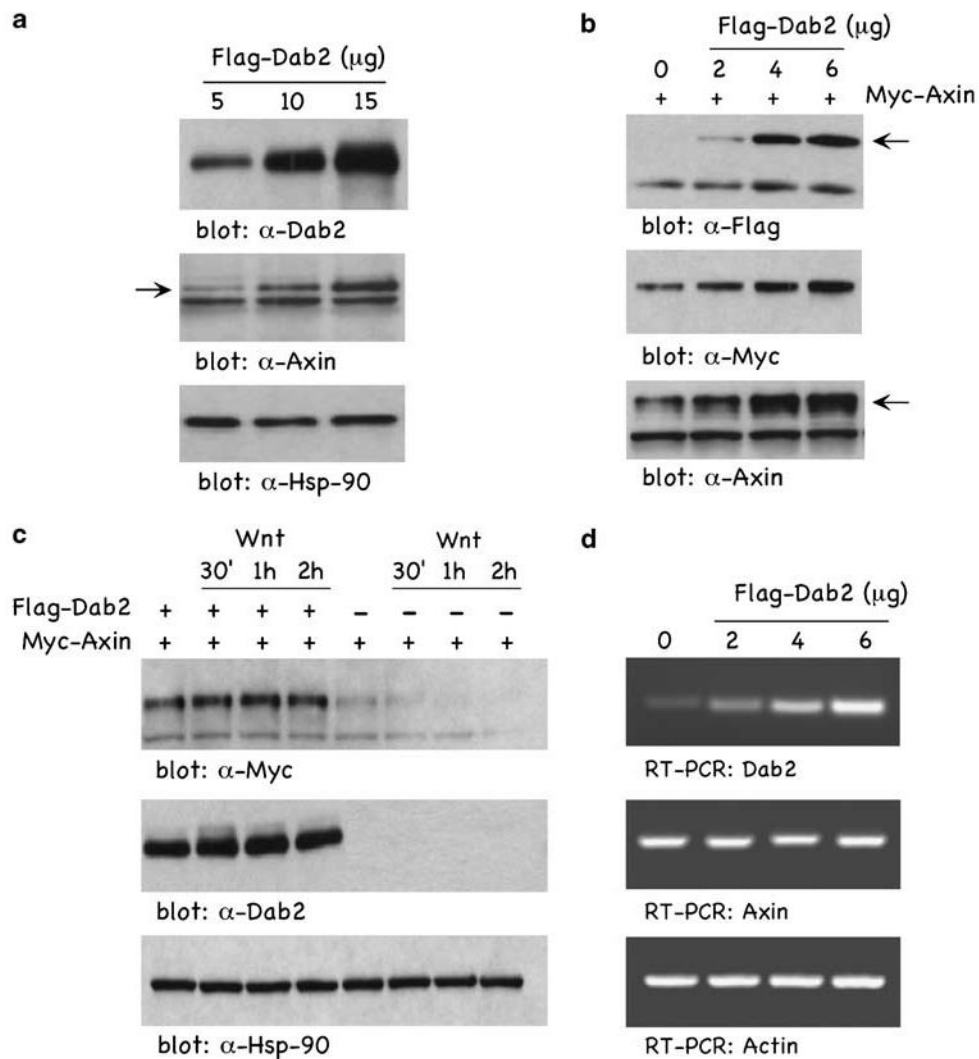 a
Flag-Dab2 (μg)
5 10 15
blot: α-Dab2
blot: α-Axin
blot: α-Hsp-90
b
Flag-Dab2 (μg)
0 2 4 6
+ + + + Myc-Axin
blot: α-Flag
blot: α-Myc
blot: α-Axin
c
Wnt Wnt
30' 1h 2h 30' 1h 2h
Flag-Dab2 + + + + - - - -
Myc-Axin + + + + + + + +
blot: α-Myc
blot: α-Dab2
blot: α-Hsp-90
d
Flag-Dab2 (μg)
0 2 4 6
RT-PCR: Dab2
RT-PCR: Axin
RT-PCR: Actin